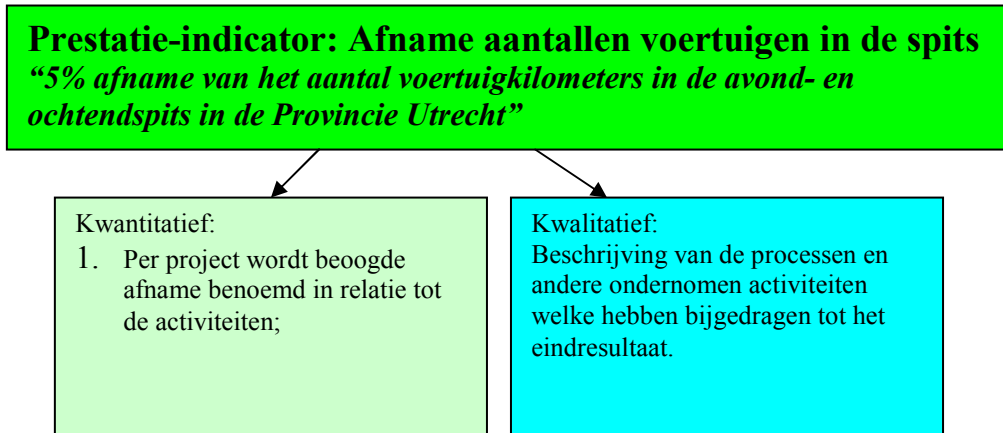 Prestatie-indicator: Afname aantallen voertuigen in de spits
“5% afname van het aantal voertuigkilometers in de avond- en
ochtendspits in de Provincie Utrecht”
Kwantitatief:
1. Per project wordt beoogde
afname benoemd in relatie tot
de activiteiten;
Kwalitatief:
Beschrijving van de processen en
andere ondernomen activiteiten
welke hebben bijgedragen tot het
eindresultaat.